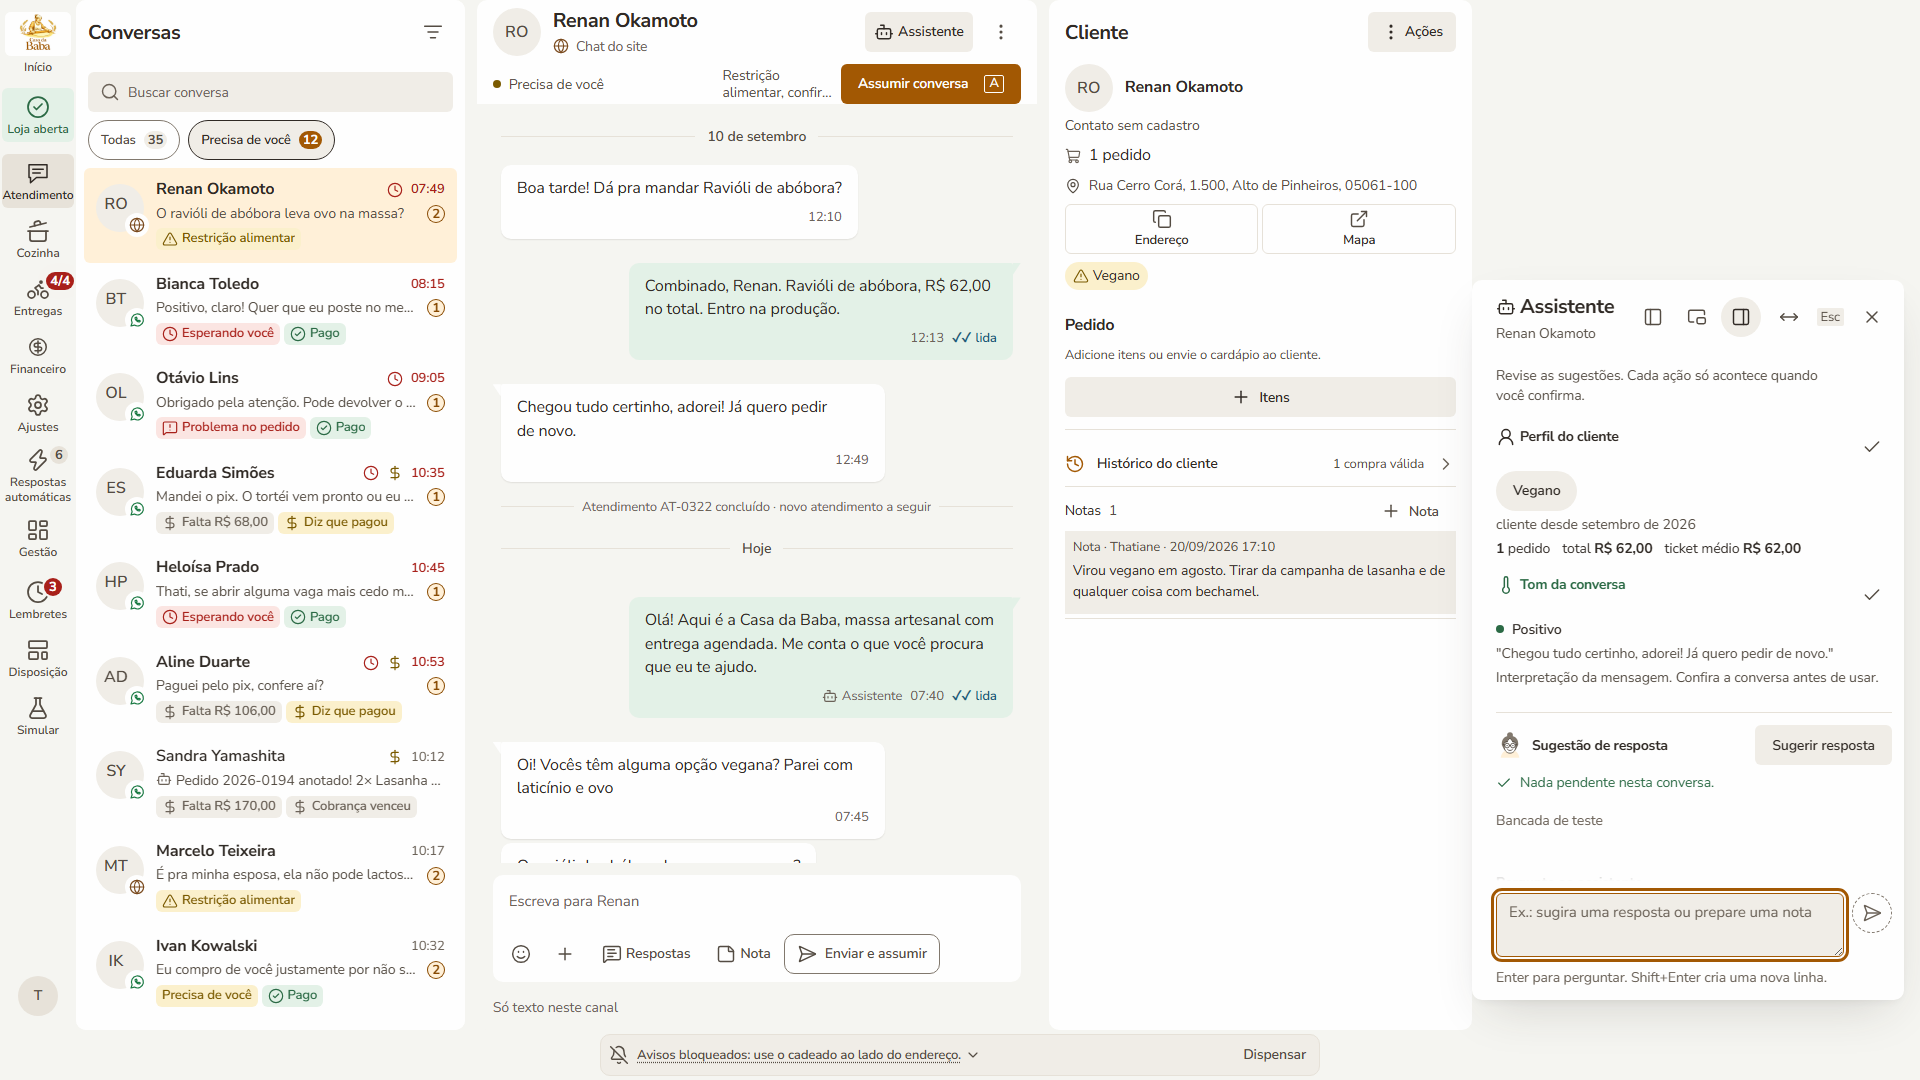 Casa da
Baba
Início
Loja aberta
Atendimento
Cozinha
4/4
Entregas
Financeiro
Ajustes
6
Respostas
automáticas
Gestão
3
Lembretes
Disposição
Simular
T
Conversas
Buscar conversa
Todas 35
Precisa de você 12
RO
Renan Okamoto 07:49
O ravióli de abóbora leva ovo na massa? 2
Restrição alimentar
BT
Bianca Toledo 08:15
Positivo, claro! Quer que eu poste no me... 1
Esperando você Pago
OL
Otávio Lins 09:05
Obrigado pela atenção. Pode devolver o ... 1
Problema no pedido Pago
ES
Eduarda Simões 10:35
Mandei o pix. O tortéi vem pronto ou eu ... 1
Falta R$ 68,00 Diz que pagou
HP
Heloísa Prado 10:45
Thati, se abrir alguma vaga mais cedo m... 1
Esperando você Pago
AD
Aline Duarte 10:53
Paguei pelo pix, confere aí? 1
Falta R$ 106,00 Diz que pagou
SY
Sandra Yamashita 10:12
Pedido 2026-0194 anotado! 2× Lasanha ...
Falta R$ 170,00 Cobrança venceu
MT
Marcelo Teixeira 10:17
É pra minha esposa, ela não pode lactos... 2
Restrição alimentar
IK
Ivan Kowalski 10:32
Eu compro de você justamente por não s... 2
Precisa de você Pago
RO
Renan Okamoto
Chat do site
Assistente
Precisa de você
Restrição
alimentar, confir...
Assumir conversa A
10 de setembro
Boa tarde! Dá pra mandar Ravióli de abóbora?
12:10
Combinado, Renan. Ravióli de abóbora, R$ 62,00
no total. Entro na produção.
12:13 lida
Chegou tudo certinho, adorei! Já quero pedir
de novo.
12:49
Atendimento AT-0322 concluído · novo atendimento a seguir
Hoje
Olá! Aqui é a Casa da Baba, massa artesanal com
entrega agendada. Me conta o que você procura
que eu te ajudo.
Assistente 07:40 lida
Oi! Vocês têm alguma opção vegana? Parei com
laticínio e ovo
07:45
Escreva para Renan
Respostas
Nota
Enviar e assumir
Só texto neste canal
Cliente
Ações
RO
Renan Okamoto
Contato sem cadastro
1 pedido
Rua Cerro Corá, 1.500, Alto de Pinheiros, 05061-100
Endereço
Mapa
Vegano
Pedido
Adicione itens ou envie o cardápio ao cliente.
Itens
Histórico do cliente 1 compra válida
Notas 1
Nota
Nota · Thatiane · 20/09/2026 17:10
Virou vegano em agosto. Tirar da campanha de lasanha e de
qualquer coisa com bechamel.
Assistente
Renan Okamoto
Esc
Revise as sugestões. Cada ação só acontece quando
você confirma.
Perfil do cliente
Vegano
cliente desde setembro de 2026
1 pedido total R$ 62,00 ticket médio R$ 62,00
Tom da conversa
Positivo
"Chegou tudo certinho, adorei! Já quero pedir de novo."
Interpretação da mensagem. Confira a conversa antes de usar.
Sugestão de resposta
Sugerir resposta
Nada pendente nesta conversa.
Bancada de teste
Ex.: sugira uma resposta ou prepare uma nota
Enter para perguntar. Shift+Enter cria uma nova linha.
Avisos bloqueados: use o cadeado ao lado do endereço.
Dispensar